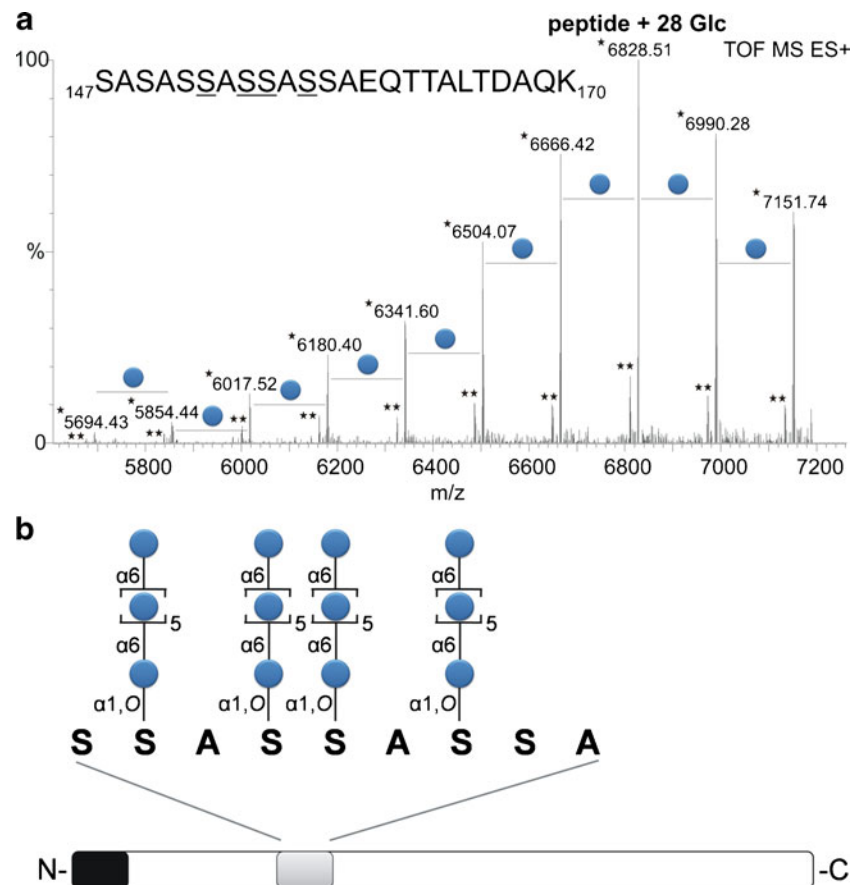 a
peptide + 28 Glc
★6828.51 TOF MS ES+
100
147SASASSASSASSAEQTTALTDAQK170
★6990.28
★6666.42
★7151.74
★6504.07
%
★6341.60
★6180.40
★6017.52
★5854.44
★5694.43
★★ ★★ ★★ ★★ ★★ ★★ ★★ ★★ ★★ ★★
0
5800 6000 6200 6400 6600 6800 7000 7200
m/z
b
α6 α6 α6 α6
5 5 5 5
α6 α6 α6 α6
α1,O α1,O α1,O α1,O
S S A S S A S S A
N- -C